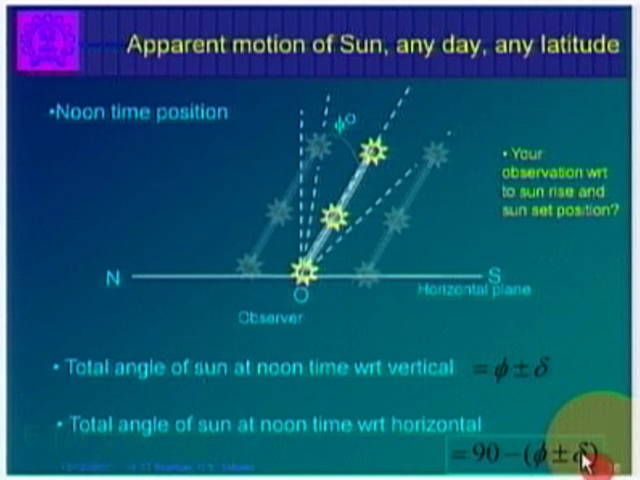 Apparent motion of Sun, any day, any latitude
•Noon time position
ϕ°
• Your
observation wrt
to sun rise and
sun set position?
N
S
O
Horizontal plane
Observer
• Total angle of sun at noon time wrt vertical = ϕ ± δ
• Total angle of sun at noon time wrt horizontal
= 90 − (ϕ ± δ)